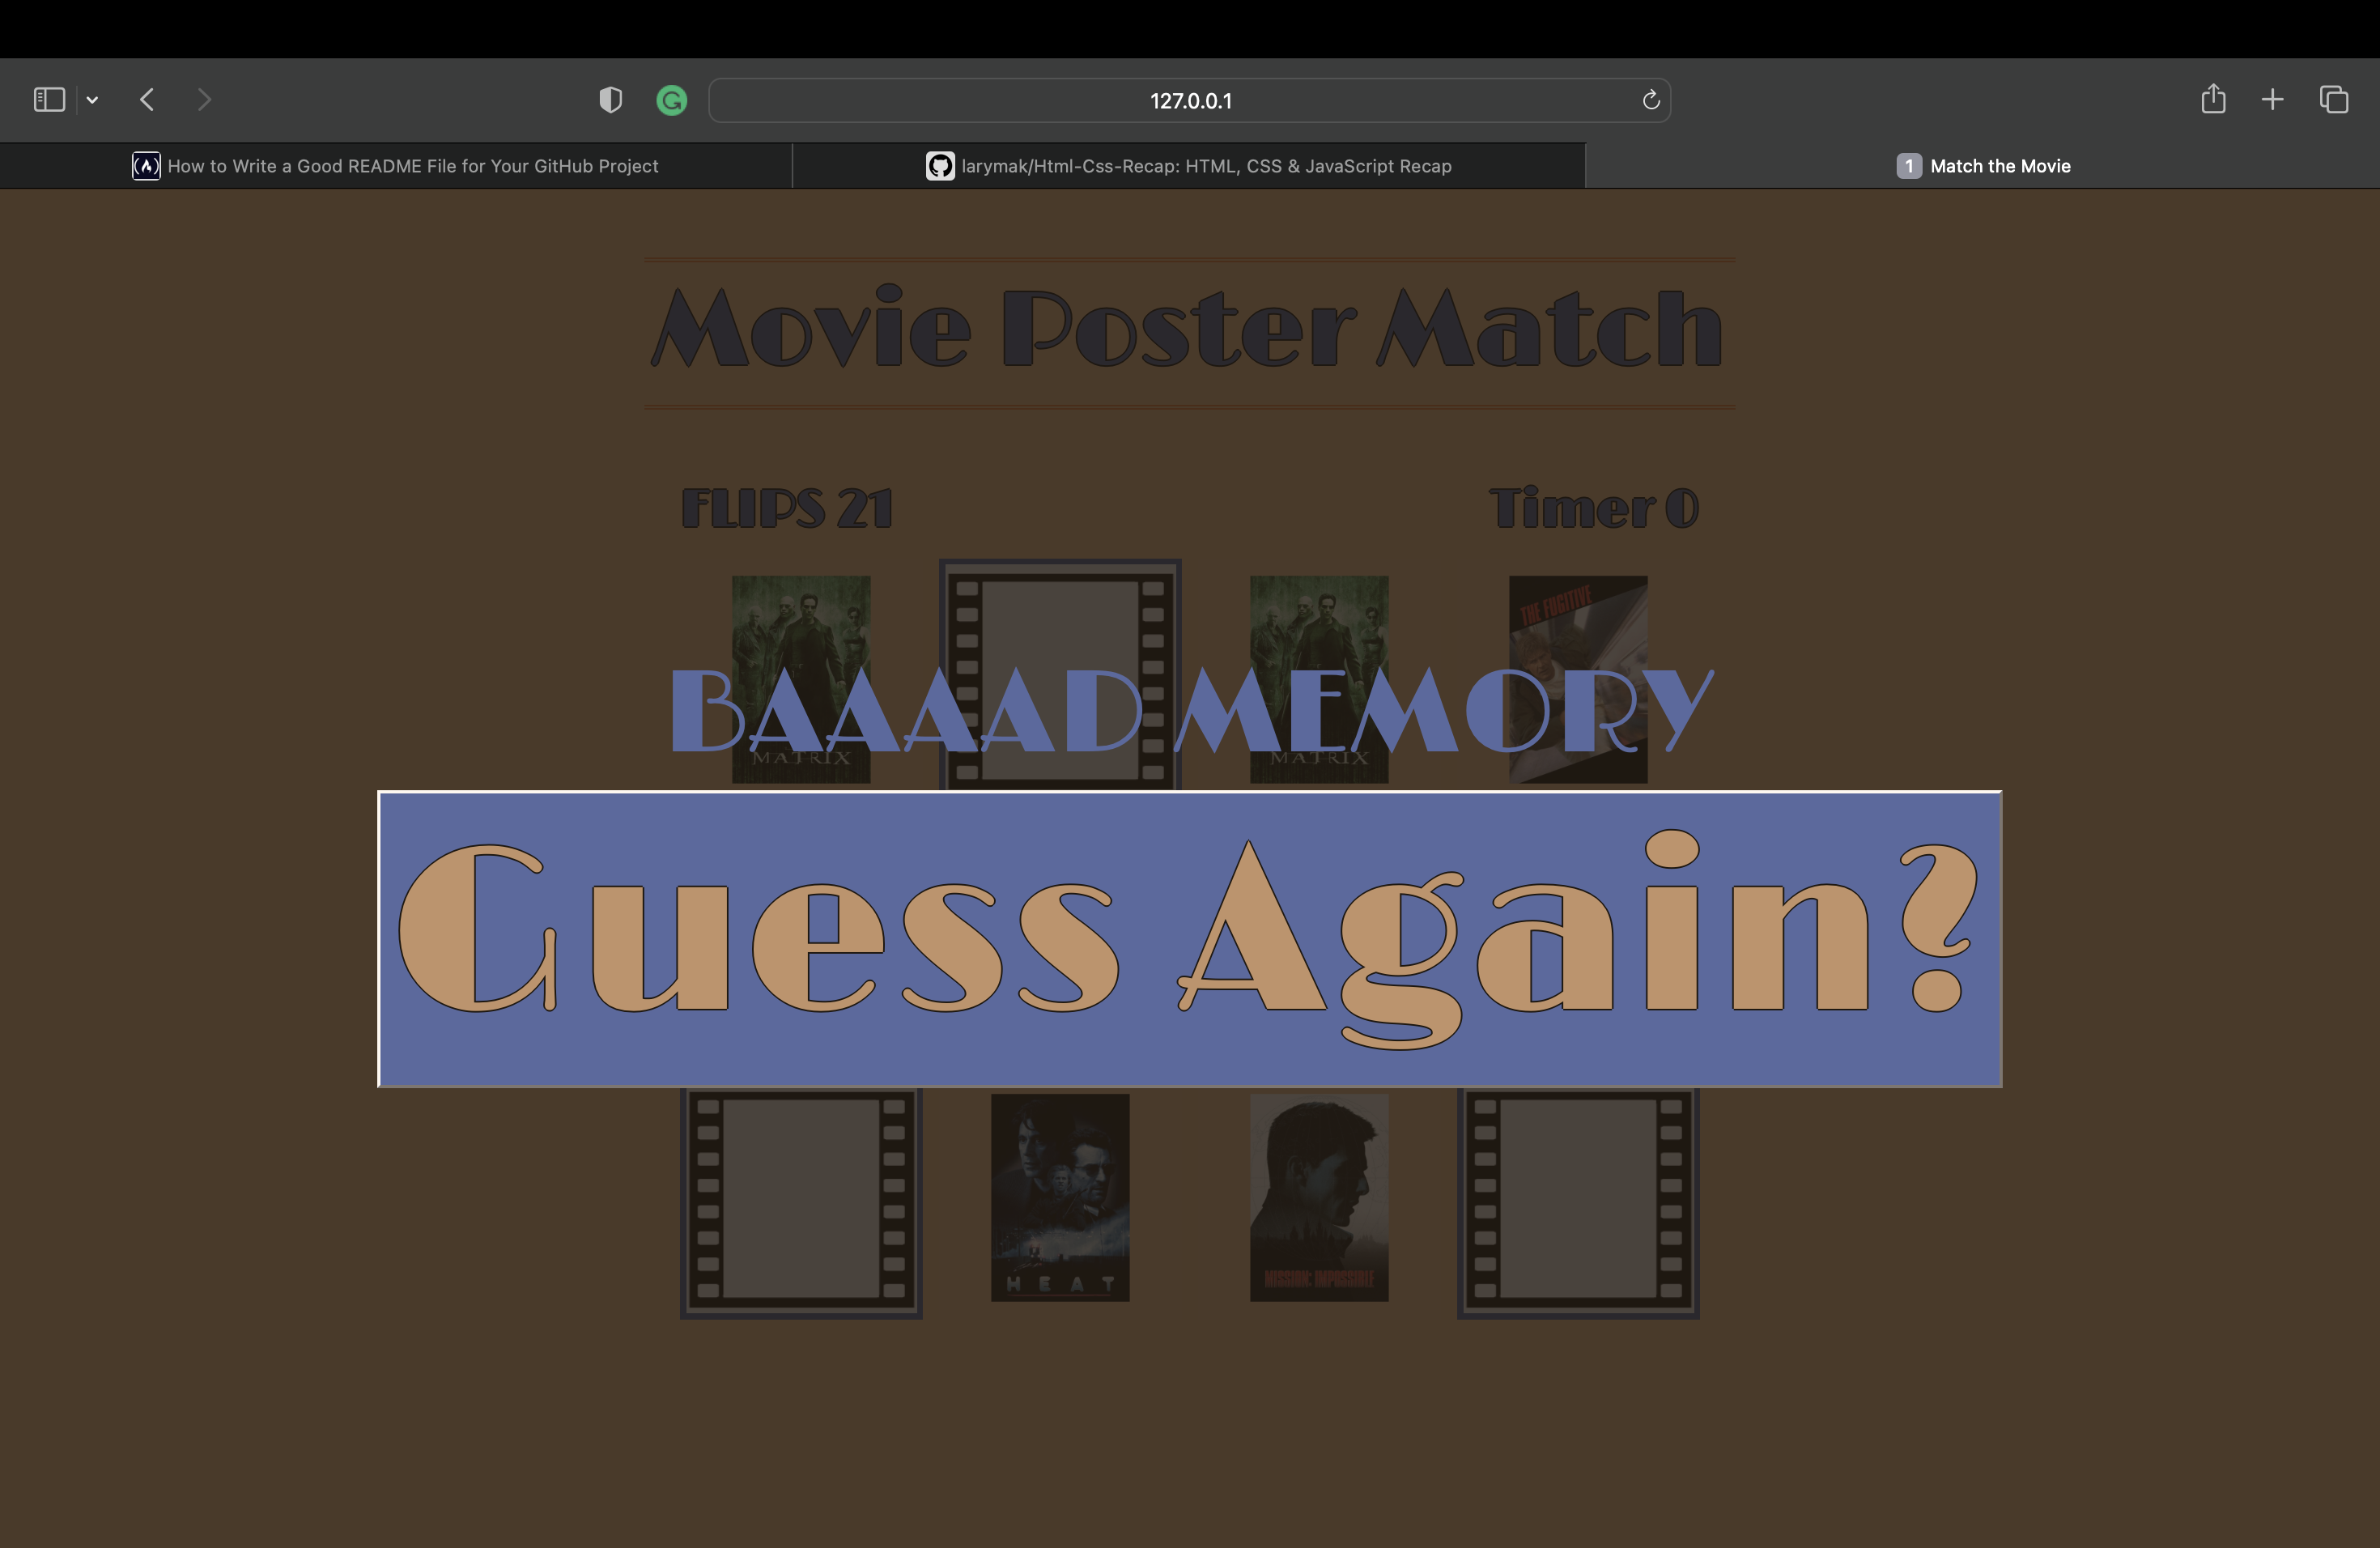 127.0.0.1
How to Write a Good README File for Your GitHub Project
larymak/Html-Css-Recap: HTML, CSS & JavaScript Recap
1 Match the Movie
Movie Poster Match
FLIPS 21
Timer 0
THE FUGITIVE
BAAAAD MEMORY
MATRIX
MATRIX
Guess Again?
HEAT
MISSION: IMPOSSIBLE